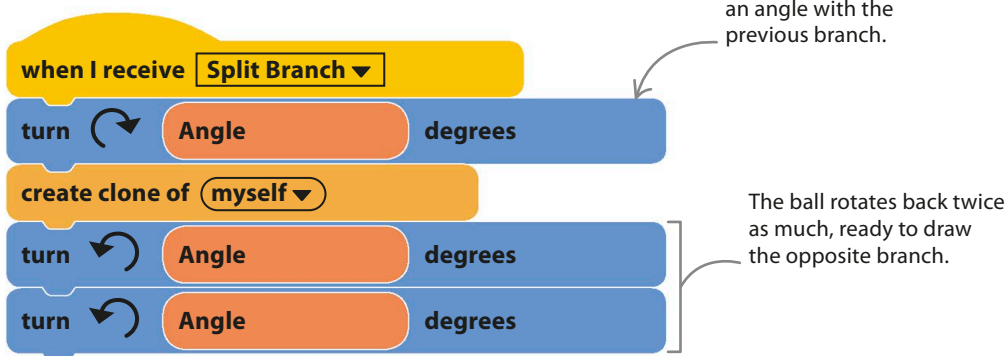 an angle with the
previous branch.
when I receive Split Branch
turn Angle degrees
create clone of myself
turn Angle degrees
turn Angle degrees
The ball rotates back twice
as much, ready to draw
the opposite branch.